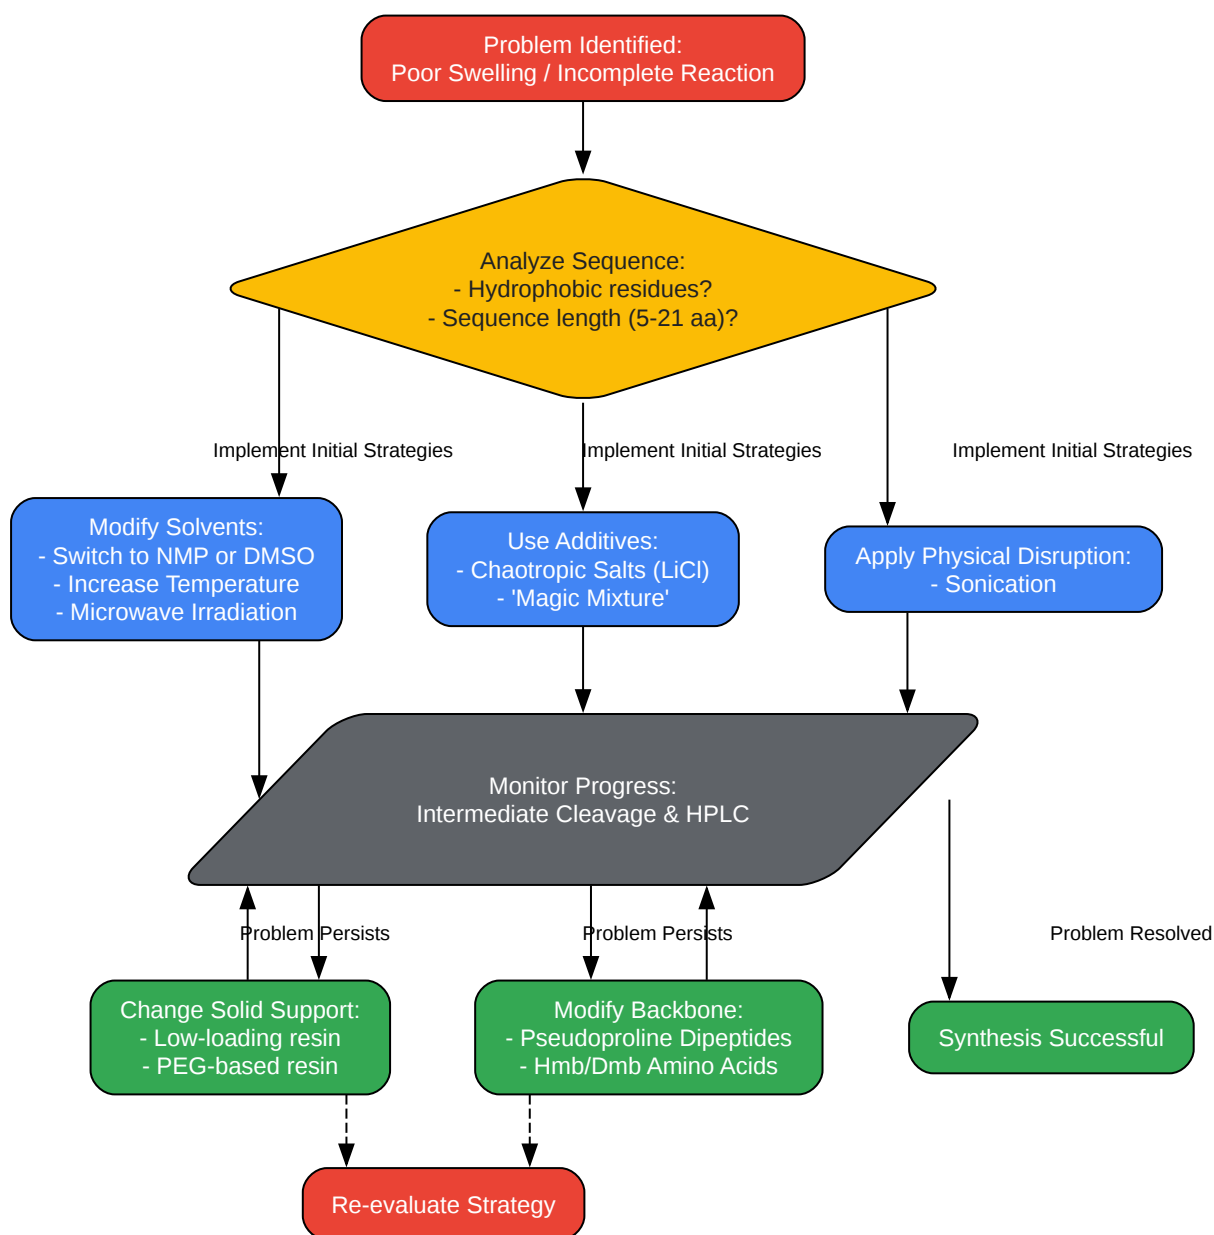 Problem Identified:
Poor Swelling / Incomplete Reaction
Analyze Sequence:
- Hydrophobic residues?
- Sequence length (5-21 aa)?
Implement Initial Strategies
Implement Initial Strategies
Implement Initial Strategies
Modify Solvents:
- Switch to NMP or DMSO
- Increase Temperature
- Microwave Irradiation
Use Additives:
- Chaotropic Salts (LiCl)
- 'Magic Mixture'
Apply Physical Disruption:
- Sonication
Monitor Progress:
Intermediate Cleavage & HPLC
Problem Persists
Problem Persists
Problem Resolved
Change Solid Support:
- Low-loading resin
- PEG-based resin
Modify Backbone:
- Pseudoproline Dipeptides
- Hmb/Dmb Amino Acids
Synthesis Successful
Re-evaluate Strategy